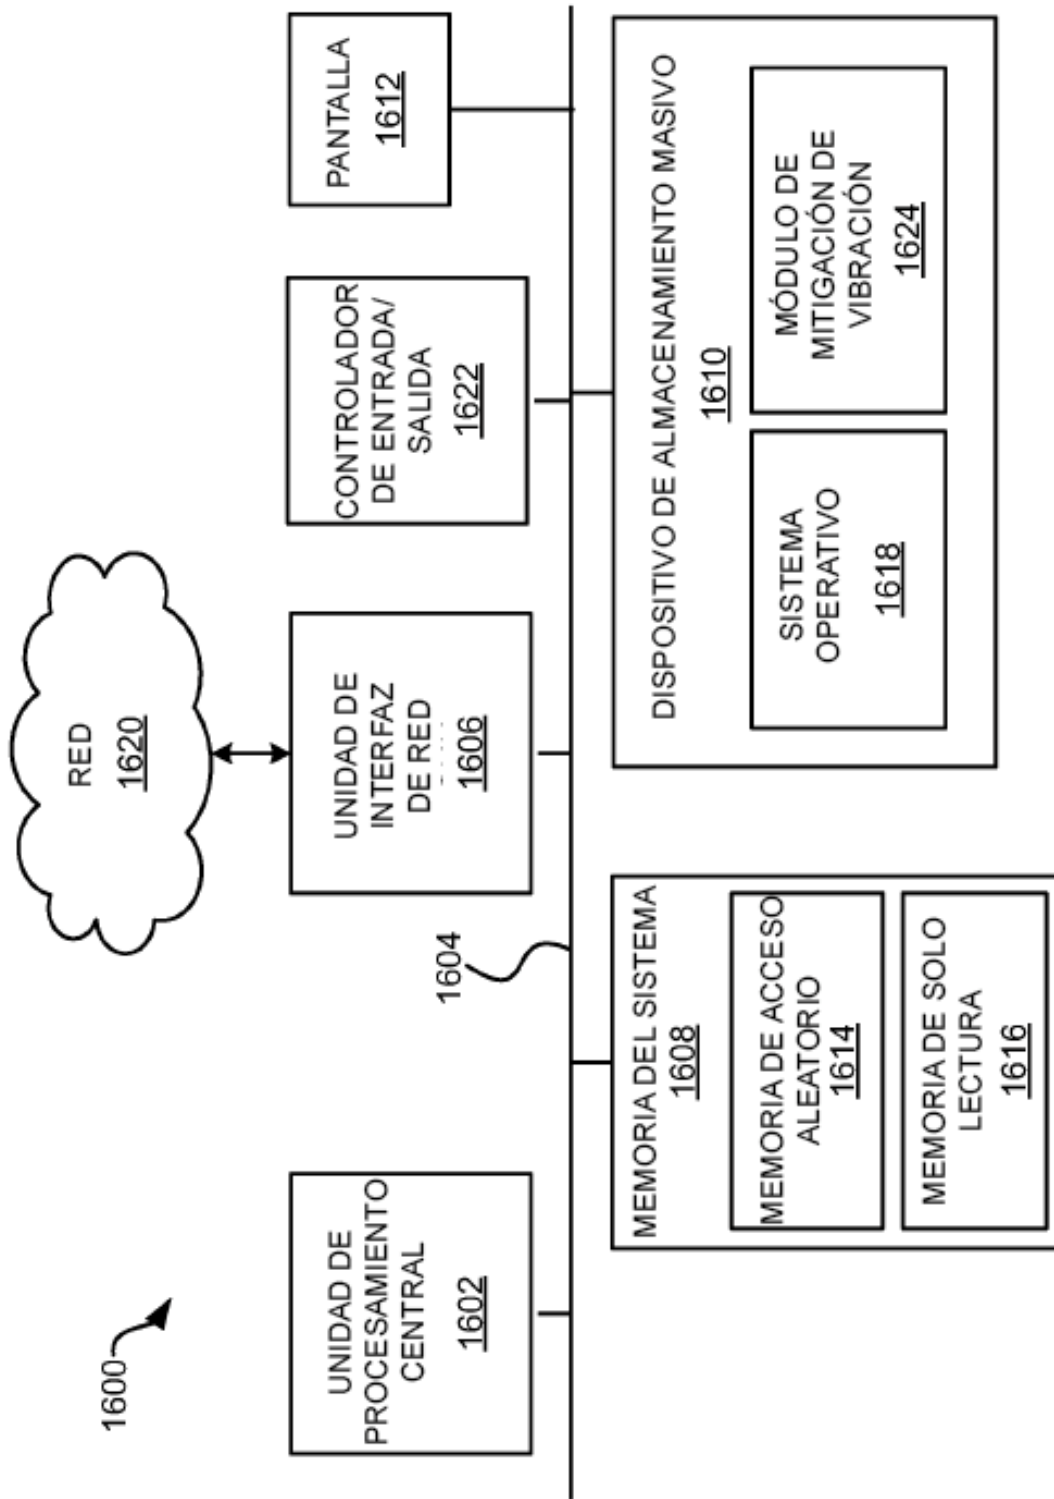 1600
RED
1620
UNIDAD DE
PROCESAMIENTO
CENTRAL
1602
1604
UNIDAD DE
INTERFAZ
DE RED
1606
CONTROLADOR
DE ENTRADA/
SALIDA
1622
PANTALLA
1612
MEMORIA DEL SISTEMA
1608
MEMORIA DE ACCESO
ALEATORIO
1614
MEMORIA DE SOLO
LECTURA
1616
DISPOSITIVO DE ALMACENAMIENTO MASIVO
1610
SISTEMA
OPERATIVO
1618
MÓDULO DE
MITIGACIÓN DE
VIBRACIÓN
1624